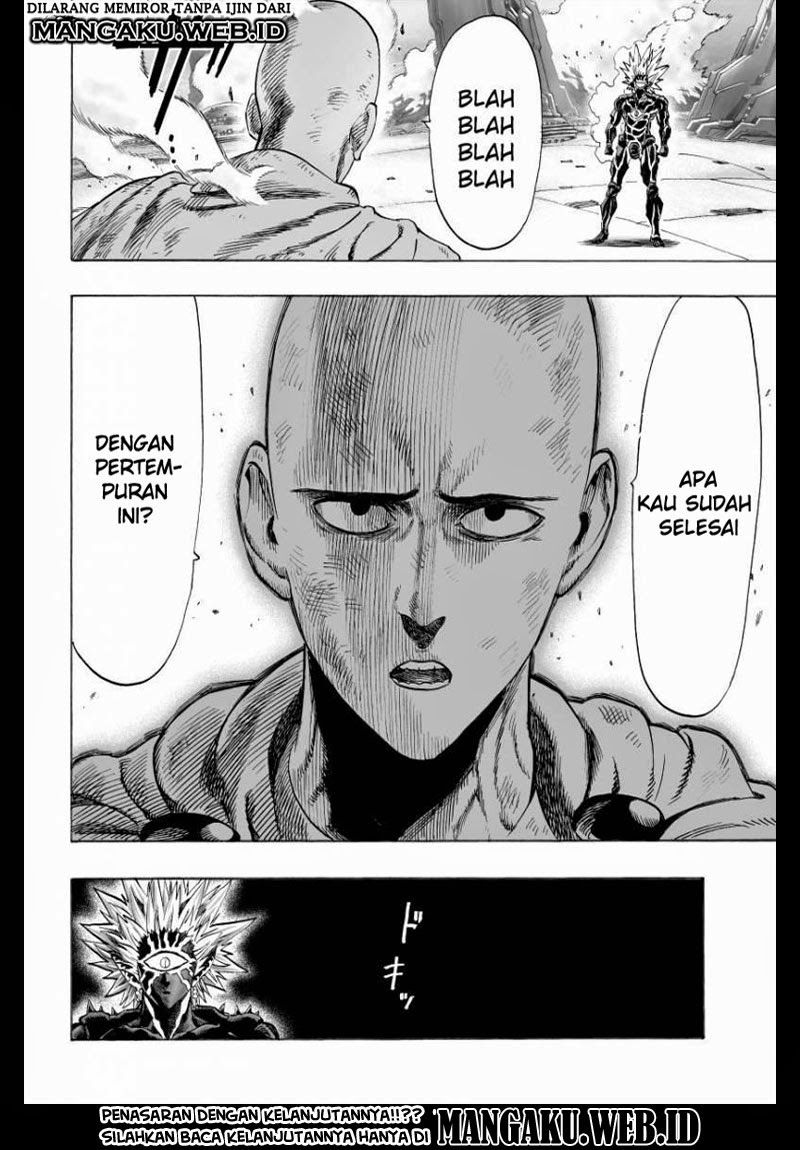 DILARANG MEMIROR TANPA IJIN DARI
MANGAKU.WEB.ID
BLAH
BLAH
BLAH
BLAH
APA
KAU SUDAH
SELESAI
DENGAN
PERTEM-
PURAN
INI?
ドキッ
PENASARAN DENGAN KELANJUTANNYA!!??
SILAHKAN BACA KELANJUTANNYA HANYA DI MANGAKU.WEB.ID